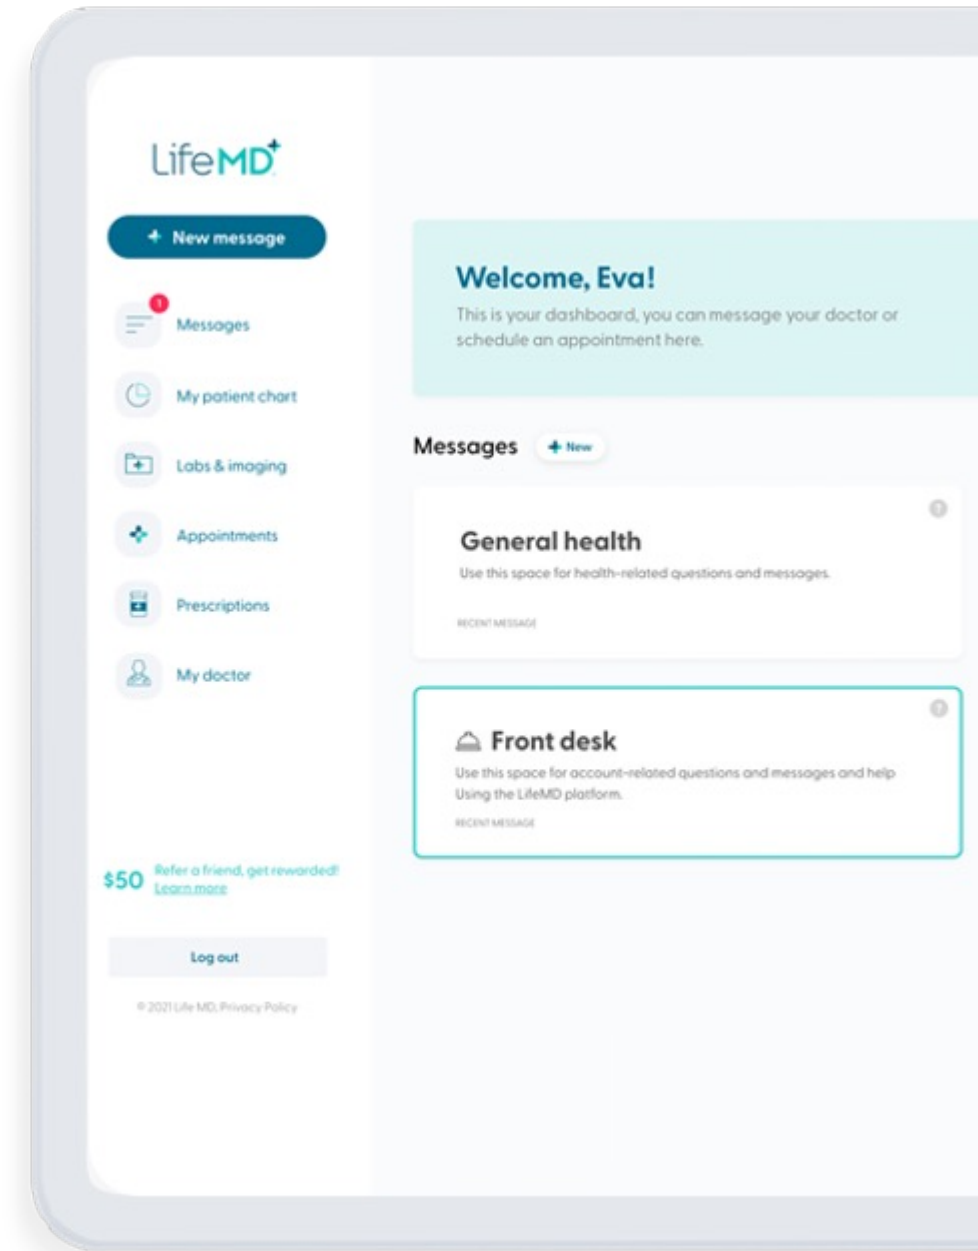 LifeMD
New message
1
Messages
My patient chart
Labs & imaging
Appointments
Prescriptions
My doctor
$50
Refer a friend, get rewarded!
Learn more
Log out
© 2021 Life MD, Privacy Policy
Welcome, Eva!
This is your dashboard, you can message your doctor or
schedule an appointment here.
Messages
New
?
General health
Use this space for health-related questions and messages.
RECENT MESSAGE
?
Front desk
Use this space for account-related questions and messages and help
Using the LifeMD platform.
RECENT MESSAGE